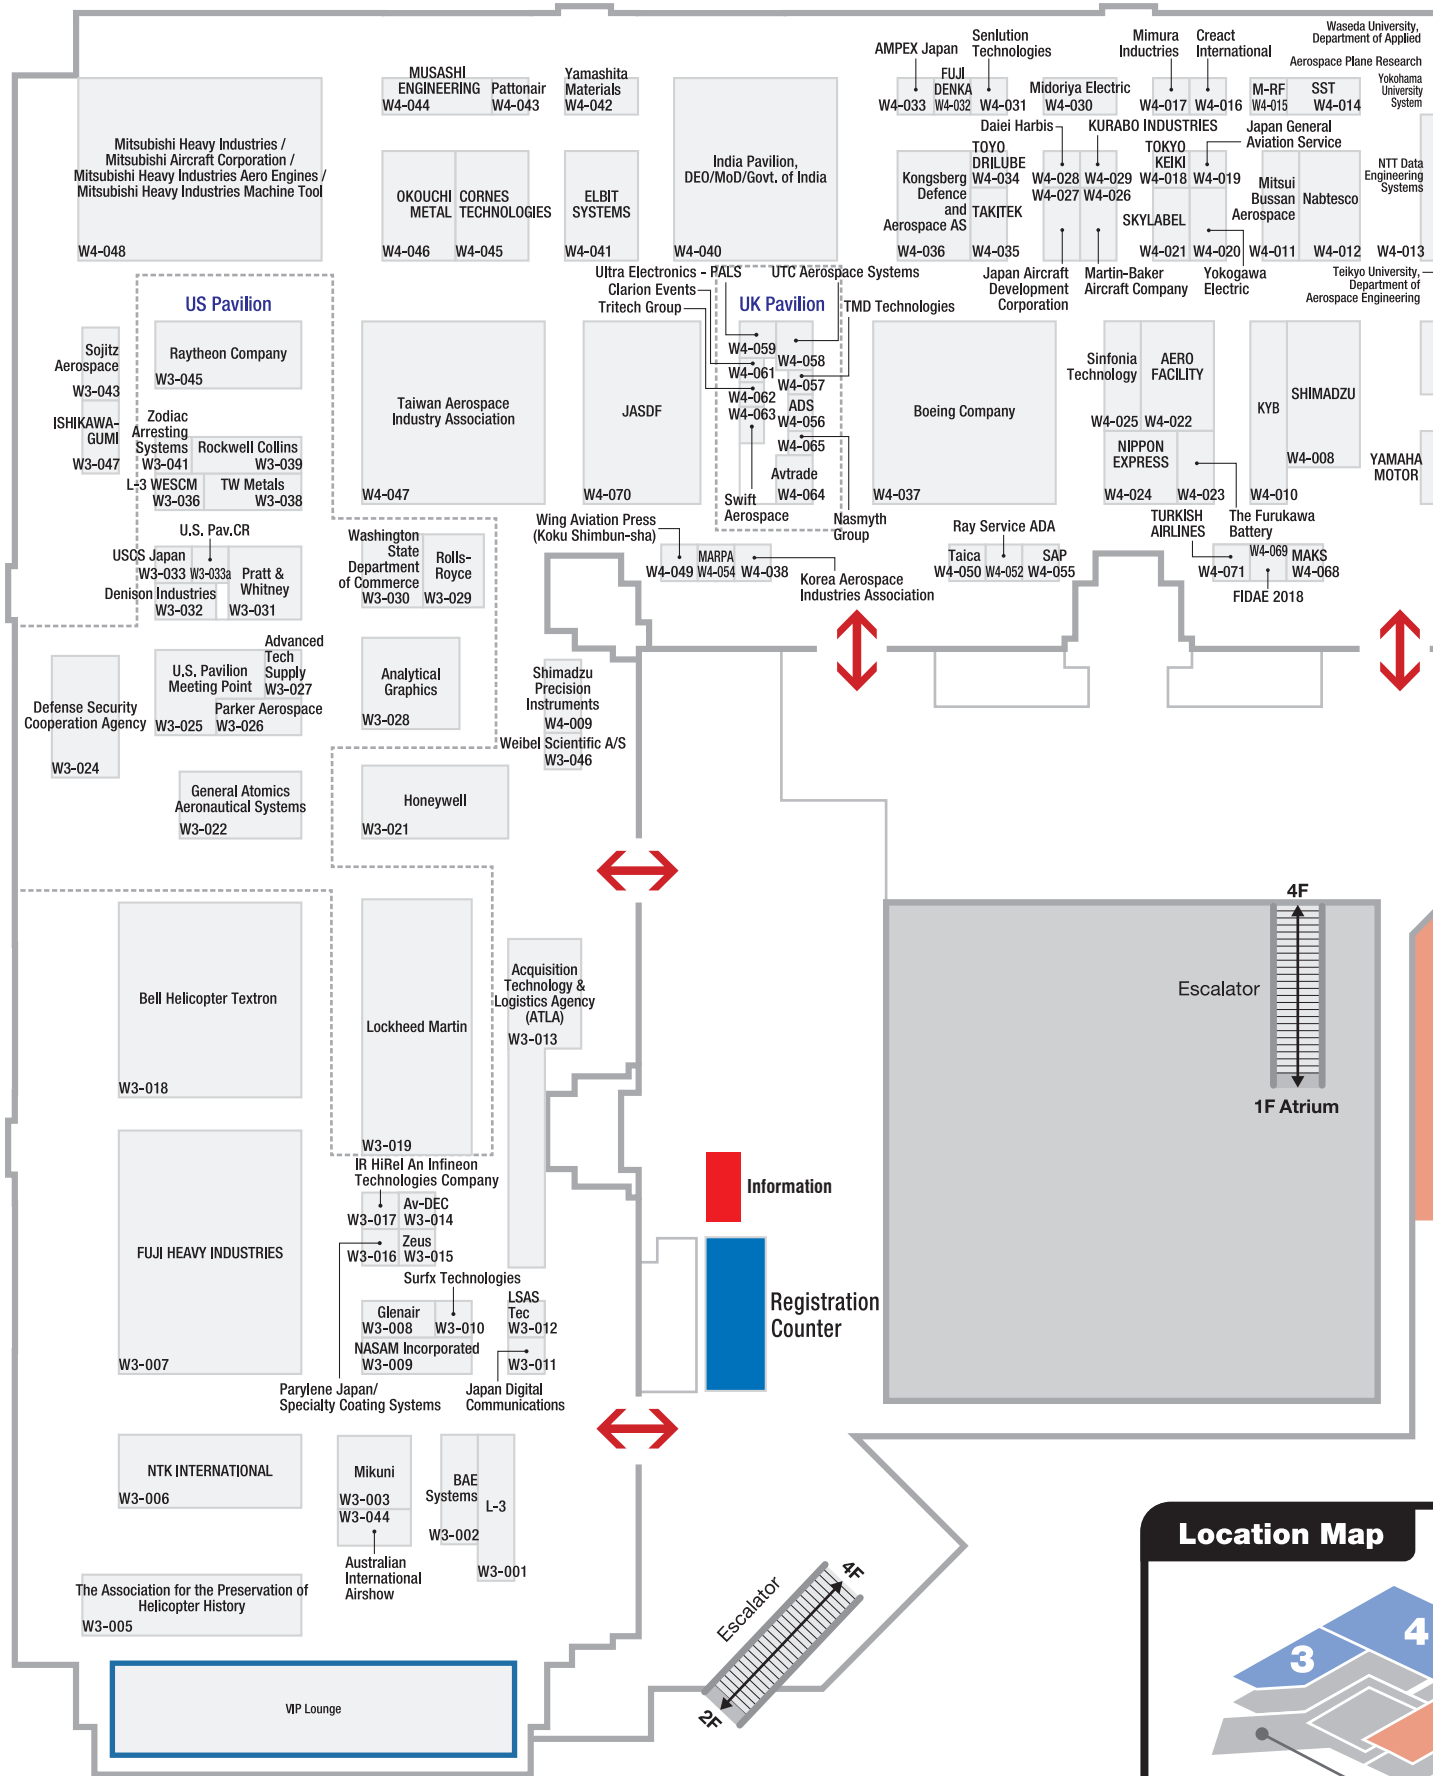 Waseda University,
Department of Applied
Aerospace Plane Research
Yokohama
University
System
AMPEX Japan
W4-033
FUJI
DENKA
W4-032
Senlution
Technologies
W4-031
Midoriya Electric
W4-030
Mimura
Inductries
W4-017
Creact
International
W4-016
M-RF
W4-015
SST
W4-014
MUSASHI
ENGINEERING
W4-044
Pattonair
W4-043
Yamashita
Materials
W4-042
Mitsubishi Heavy Industries /
Mitsubishi Aircraft Corporation /
Mitsubishi Heavy Industries Aero Engines /
Mitsubishi Heavy Industries Machine Tool
W4-048
OKOUCHI
METAL
W4-046
CORNES
TECHNOLOGIES
W4-045
ELBIT
SYSTEMS
W4-041
India Pavilion,
DEO/MoD/Govt. of India
W4-040
Kongsberg
Defence
and
Aerospace AS
W4-036
TOYO
DRILUBE
W4-034
TAKITEK
W4-035
Daiei Harbis
W4-028
W4-027
KURABO INDUSTRIES
W4-029
W4-026
TOKYO
KEIKI
W4-018
Japan General
Aviation Service
W4-019
SKYLABEL
W4-021
W4-020
Mitsui
Bussan
Aerospace
W4-011
Nabtesco
W4-012
NTT Data
Engineering
Systems
W4-013
Japan Aircraft
Development
Corporation
Martin-Baker
Aircraft Company
Yokogawa
Electric
Teikyo University,
Department of
Aerospace Engineering
Ultra Electronics - PALS
Clarion Events
Tritech Group
UTC Aerospace Systems
UK Pavilion
TMD Technologies
W4-059
W4-058
W4-061
W4-057
W4-062
ADS
W4-056
W4-063
W4-065
Avtrade
W4-064
Swift
Aerospace
Nasmyth
Group
US Pavilion
Sojitz
Aerospace
W3-043
ISHIKAWA-
GUMI
W3-047
Raytheon Company
W3-045
Zodiac
Arresting
Systems
W3-041
Rockwell Collins
W3-039
L-3 WESCM
W3-036
TW Metals
W3-038
Taiwan Aerospace
Industry Association
W4-047
JASDF
W4-070
Boeing Company
W4-037
Sinfonia
Technology
W4-025
AERO
FACILITY
W4-022
NIPPON
EXPRESS
W4-024
W4-023
KYB
W4-010
SHIMADZU
W4-008
YAMAHA
MOTOR
TURKISH
AIRLINES
W4-071
The Furukawa
Battery
W4-069
FIDAE 2018
MAKS
W4-068
Wing Aviation Press
(Koku Shimbun-sha)
W4-049
MARPA
W4-054
W4-038
Korea Aerospace
Industries Association
Ray Service ADA
Taica
W4-050
W4-052
SAP
W4-055
U.S. Pav.CR
USCS Japan
W3-033
W3-033a
Denison Industries
W3-032
Pratt &
Whitney
W3-031
Washington
State
Department
of Commerce
W3-030
Rolls-
Royce
W3-029
Defense Security
Cooperation Agency
W3-024
U.S. Pavilion
Meeting Point
W3-025
Advanced
Tech
Supply
W3-027
Parker Aerospace
W3-026
Analytical
Graphics
W3-028
Shimadzu
Precision
Instruments
W4-009
Weibel Scientific A/S
W3-046
General Atomics
Aeronautical Systems
W3-022
Honeywell
W3-021
Bell Helicopter Textron
W3-018
Lockheed Martin
W3-019
Acquisition
Technology &
Logistics Agency
(ATLA)
W3-013
4F
Escalator
1F Atrium
FUJI HEAVY INDUSTRIES
W3-007
IR HiRel An Infineon
Technologies Company
W3-017
Av-DEC
W3-014
W3-016
Zeus
W3-015
Surfx Technologies
Glenair
W3-008
W3-010
NASAM Incorporated
W3-009
LSAS
Tec
W3-012
W3-011
Parylene Japan/
Specialty Coating Systems
Japan Digital
Communications
Information
Registration
Counter
NTK INTERNATIONAL
W3-006
Mikuni
W3-003
W3-044
Australian
International
Airshow
BAE
Systems
W3-002
L-3
W3-001
The Association for the Preservation of
Helicopter History
W3-005
VIP Lounge
Escalator
4F
2F
Location Map
3
4